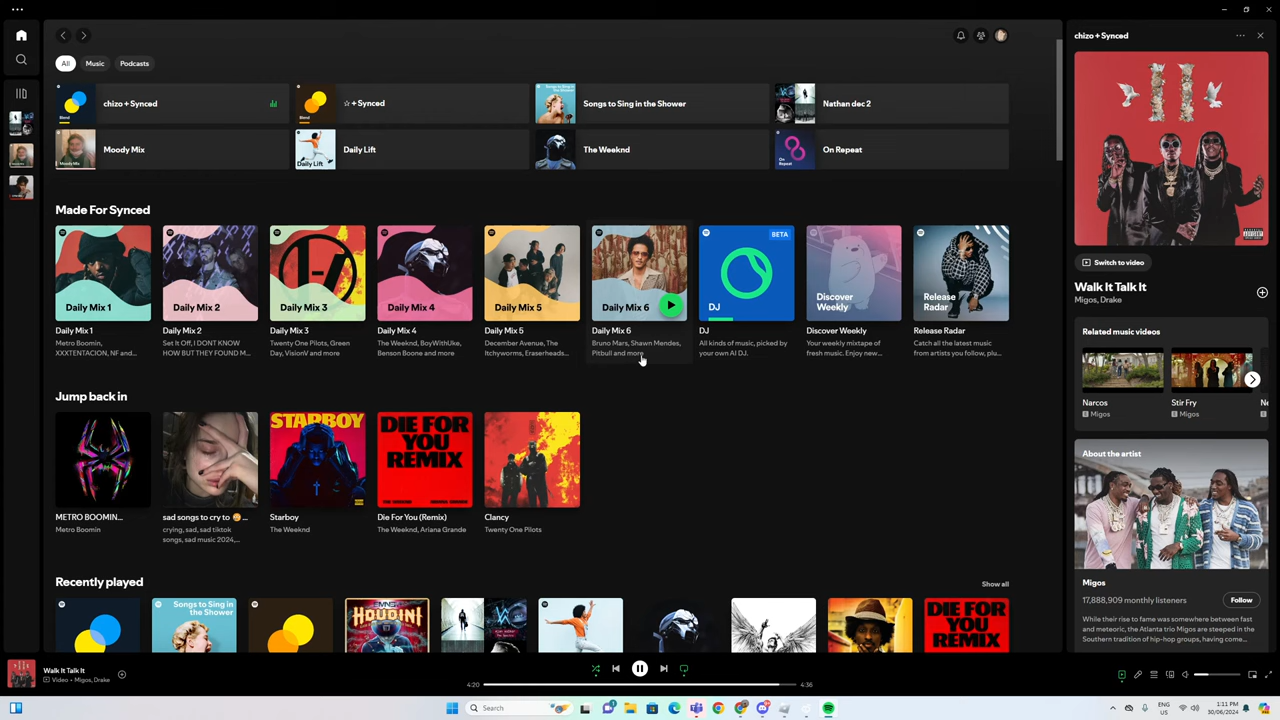 chizo + Synced
All
Music
Podcasts
chizo + Synced
☆ + Synced
Songs to Sing in the Shower
Nathan dec 2
Moody Mix
Daily Lift
The Weeknd
On Repeat
Made For Synced
Daily Mix 1
Daily Mix 2
Daily Mix 3
Daily Mix 4
Daily Mix 5
Daily Mix 6
BETA
DJ
Discover
Weekly
Release
Radar
Daily Mix 1
Metro Boomin,
XXXTENTACION, NF and...
Daily Mix 2
Set It Off, I DONT KNOW
HOW BUT THEY FOUND M...
Daily Mix 3
Twenty One Pilots, Green
Day, VisionV and more
Daily Mix 4
The Weeknd, BoyWithUke,
Benson Boone and more
Daily Mix 5
December Avenue, The
Itchyworms, Eraserheads...
Daily Mix 6
Bruno Mars, Shawn Mendes,
Pitbull and more
DJ
All kinds of music, picked by
your own AI DJ.
Discover Weekly
Your weekly mixtape of
fresh music. Enjoy new...
Release Radar
Catch all the latest music
from artists you follow, plu...
Jump back in
STARBOY
DIE FOR
YOU
REMIX
METRO BOOMIN...
Metro Boomin
sad songs to cry to 😢 ...
crying, sad, sad tiktok
songs, sad music 2024,...
Starboy
The Weeknd
Die For You (Remix)
The Weeknd, Ariana Grande
Clancy
Twenty One Pilots
Recently played
Show all
Songs to Sing in
the Shower
HOUDINI
DIE FOR
YOU
REMIX
Switch to video
Walk It Talk It
Migos, Drake
Related music videos
Narcos
E Migos
Stir Fry
E Migos
Ne
About the artist
Migos
17,888,909 monthly listeners
Follow
While their rise to fame was somewhere between fast
and meteoric, the Atlanta trio Migos are steeped in the
Southern tradition of hip-hop groups, having come...
Walk It Talk It
Video • Migos, Drake
4:20
4:36
Search
ENG
US
1:11 PM
30/06/2024